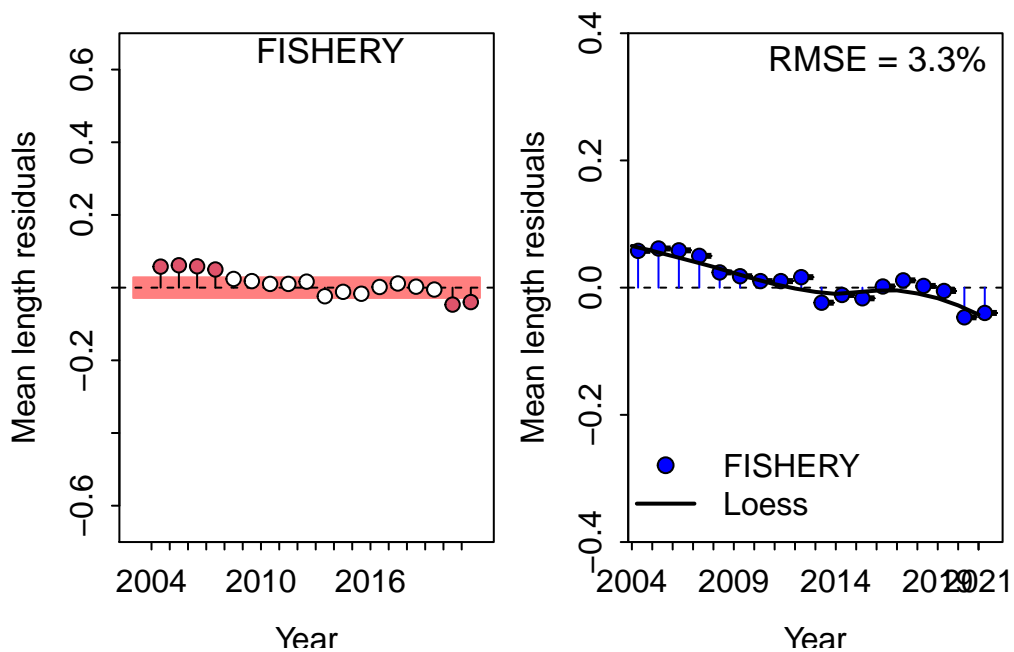 FISHERY
Mean length residuals
0.6
0.4
0.2
−0.2
−0.6
2004 2010 2016
Year
RMSE = 3.3%
Mean length residuals
0.4
0.2
0.0
−0.2
−0.4
FISHERY
Loess
2004 2009 2014 2019 2021
Year